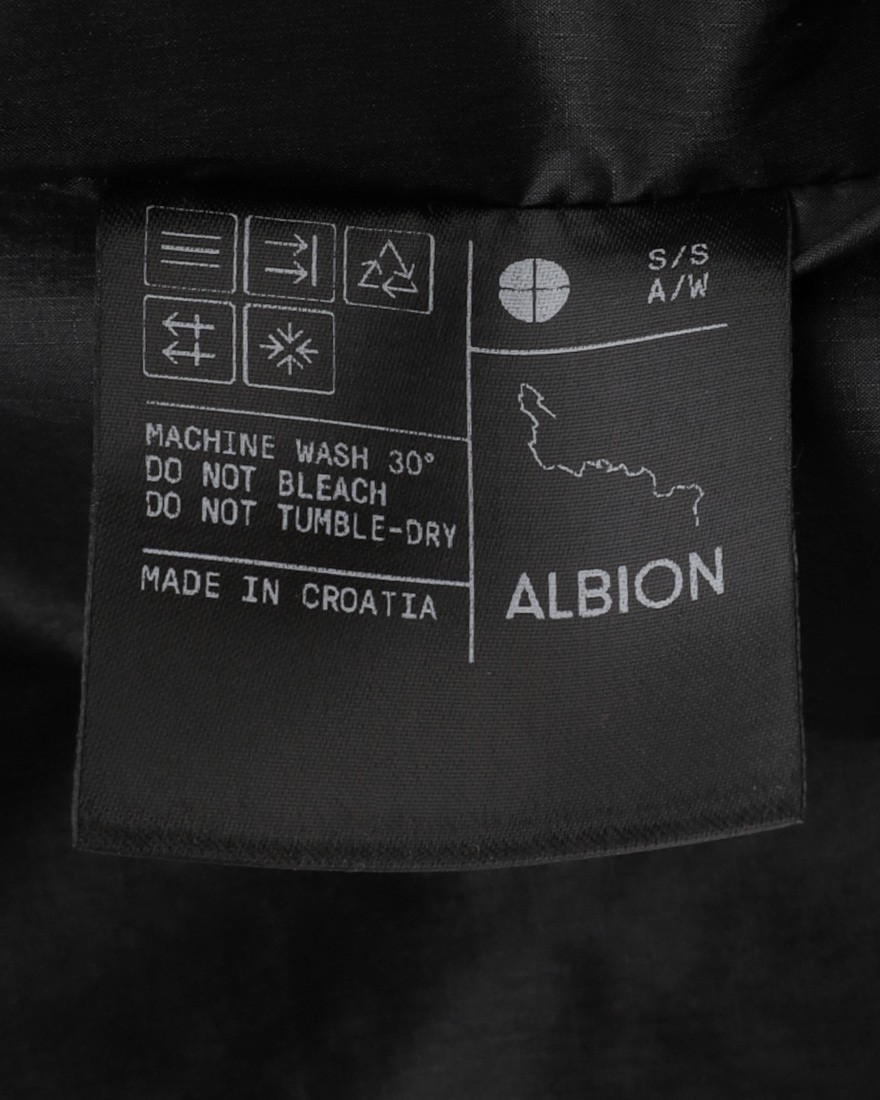 MACHINE WASH 30°
DO NOT BLEACH
DO NOT TUMBLE-DRY
MADE IN CROATIA
S/S
A/W
ALBION